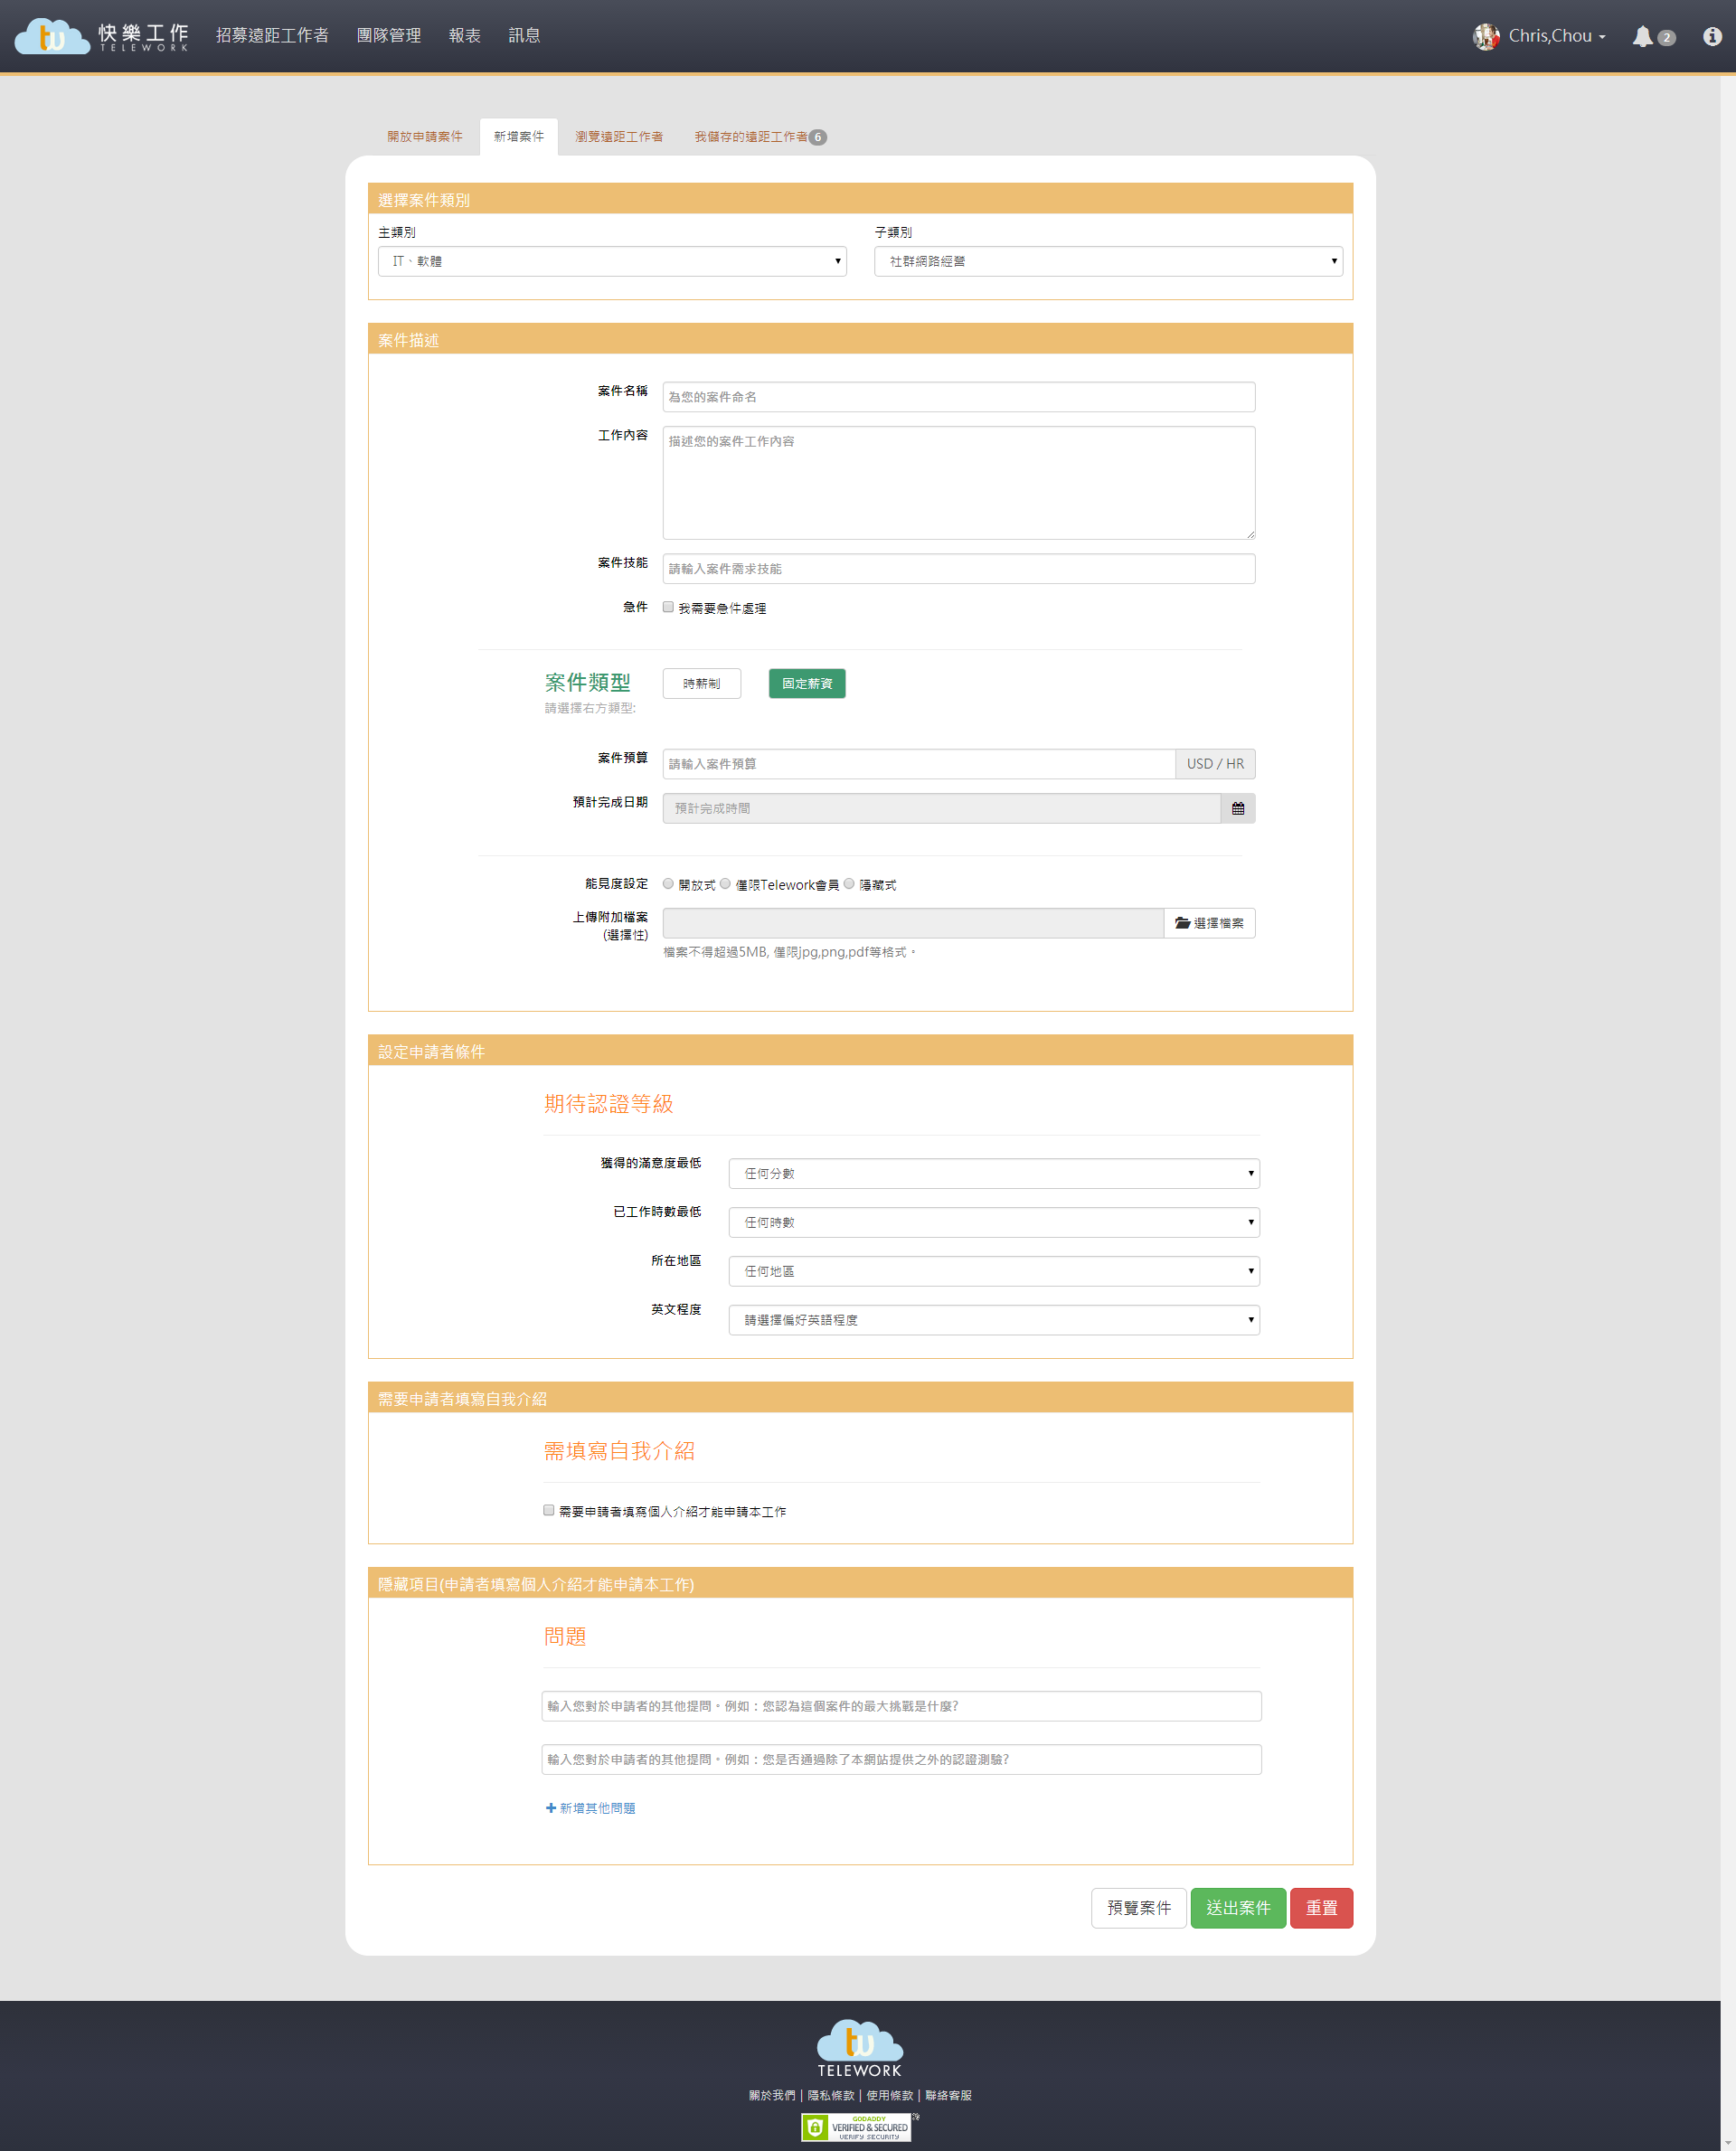 tw 快樂工作 TELEWORK 招募遠距工作者 團隊管理 報表 訊息 Chris,Chou 2
開放申請案件 新增案件 瀏覽遠距工作者 我儲存的遠距工作者 6
選擇案件類別
主類別 子類別
IT、軟體 社群網路經營
案件描述
案件名稱 為您的案件命名
工作內容 描述您的案件工作內容
案件技能 請輸入案件需求技能
急件 我需要急件處理
案件類型 時薪制 固定薪資
請選擇右方類型:
案件預算 請輸入案件預算 USD / HR
預計完成日期 預計完成時間
能見度設定 開放式 僅限Telework會員 隱藏式
上傳附加檔案 選擇檔案
(選擇性)
檔案不得超過5MB, 僅限jpg,png,pdf等格式。
設定申請者條件
期待認證等級
獲得的滿意度最低 任何分數
已工作時數最低 任何時數
所在地區 任何地區
英文程度 請選擇偏好英語程度
需要申請者填寫自我介紹
需填寫自我介紹
需要申請者填寫個人介紹才能申請本工作
隱藏項目(申請者填寫個人介紹才能申請本工作)
問題
輸入您對於申請者的其他提問。例如：您認為這個案件的最大挑戰是什麼?
輸入您對於申請者的其他提問。例如：您是否通過除了本網站提供之外的認證測驗?
新增其他問題
預覽案件 送出案件 重置
tw
TELEWORK
關於我們 | 隱私條款 | 使用條款 | 聯絡客服
GODADDY
VERIFIED & SECURED
VERIFY SECURITY